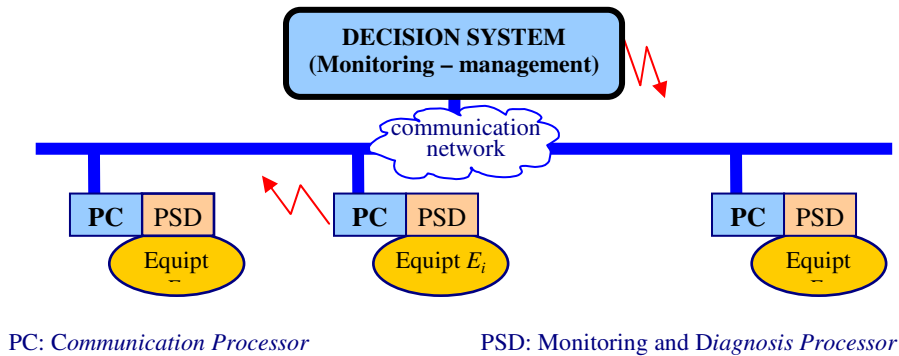 DECISION SYSTEM
(Monitoring – management)
communication
network
PC PSD
Equipt
PC PSD
Equipt E_i
PC PSD
Equipt
PC: Communication Processor
PSD: Monitoring and Diagnosis Processor